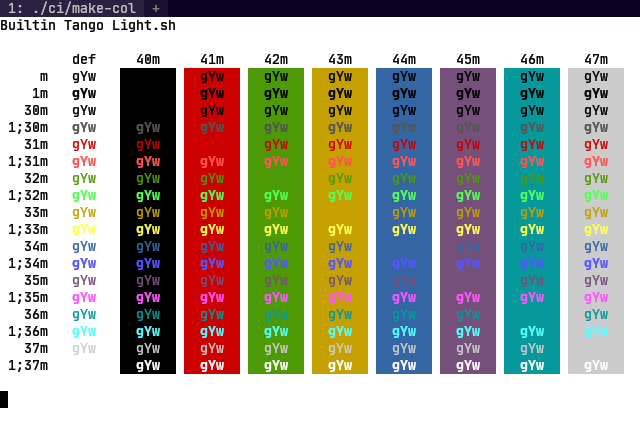 1: ./ci/make-col +
Builtin Tango Light.sh
def 40m 41m 42m 43m 44m 45m 46m 47m
m gYw gYw gYw gYw gYw gYw gYw gYw
1m gYw gYw gYw gYw gYw gYw gYw gYw
30m gYw gYw gYw gYw gYw gYw gYw gYw
1;30m gYw gYw gYw gYw gYw gYw gYw gYw gYw
31m gYw gYw gYw gYw gYw gYw gYw gYw
1;31m gYw gYw gYw gYw gYw gYw gYw gYw gYw
32m gYw gYw gYw gYw gYw gYw gYw gYw
1;32m gYw gYw gYw gYw gYw gYw gYw gYw gYw
33m gYw gYw gYw gYw gYw gYw gYw gYw
1;33m gYw gYw gYw gYw gYw gYw gYw gYw gYw
34m gYw gYw gYw gYw gYw gYw gYw gYw
1;34m gYw gYw gYw gYw gYw gYw gYw gYw gYw
35m gYw gYw gYw gYw gYw gYw gYw gYw
1;35m gYw gYw gYw gYw gYw gYw gYw gYw gYw
36m gYw gYw gYw gYw gYw gYw gYw gYw
1;36m gYw gYw gYw gYw gYw gYw gYw gYw gYw
37m gYw gYw gYw gYw gYw gYw gYw gYw
1;37m gYw gYw gYw gYw gYw gYw gYw gYw